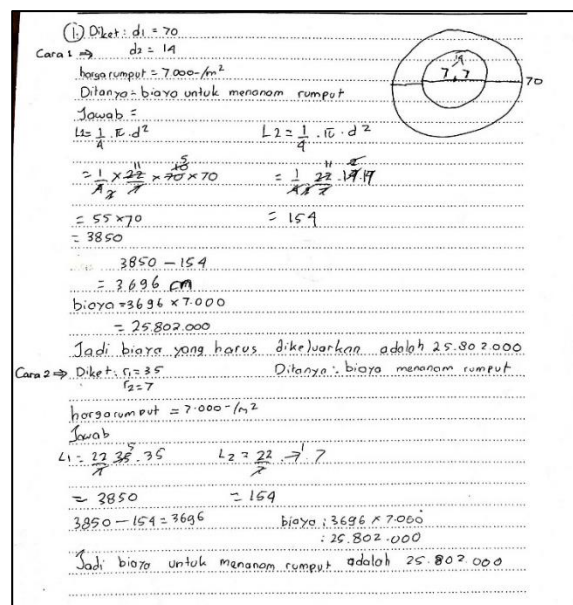 1. Diket : d1 = 70
Cara 1 ⇒ d2 = 14
harga rumput = 7.000-/m²
Ditanya = biaya untuk menanam rumput
Jawab =
L1 = 1/4 . π . d² L2 = 1/4 . π . d²
= 1/4 x 22/7 x 70 x 70 = 1/4 22/7 . 14 . 14
= 55 x 70 = 154
= 3850
3850 - 154
= 3.696 cm
biaya = 3696 x 7.000
= 25.802.000
Jadi biaya yang harus dikeluarkan adalah 25.802.000
7 7
70
Cara 2 ⇒ Diket : r1 = 35 Ditanya : biaya menanam rumput
r2 = 7
harga rumput = 7.000-/m²
Jawab
L1 = 22/7 35 . 35 L2 = 22/7 . 7 7
= 3850 = 154
3850 - 154 = 3696 biaya : 3696 x 7.000
: 25.802.000
Jadi biaya untuk menanam rumput adalah 25.802.000